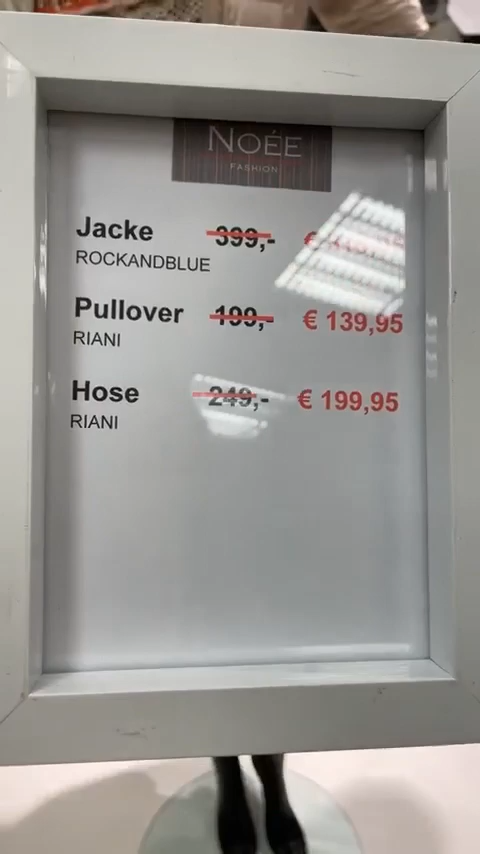 NOÉE
FASHION
Jacke 399,- €
ROCKANDBLUE
Pullover 199,- € 139,95
RIANI
Hose 249,- € 199,95
RIANI